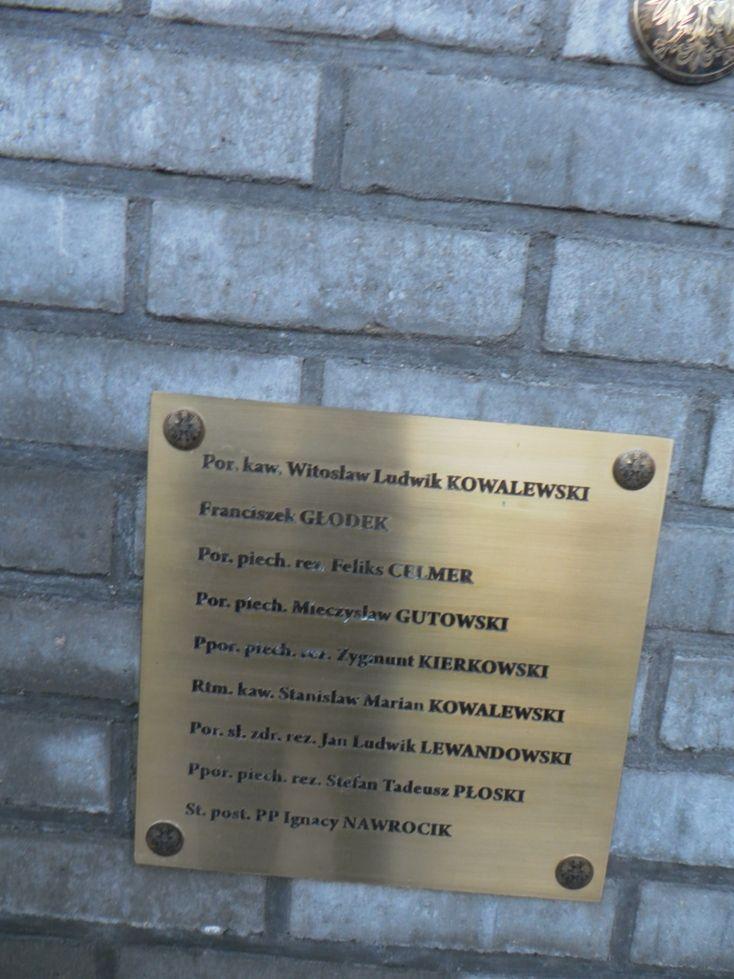 Por. kaw. Witosław Ludwik KOWALEWSKI
Franciszek GŁODEK
Por. piech. rez. Feliks CELMER
Por. piech. Mieczysław GUTOWSKI
Ppor. piech. rez. Zygmunt KIERKOWSKI
Rtm. kaw. Stanisław Marian KOWALEWSKI
Por. sł. zdr. rez. Jan Ludwik LEWANDOWSKI
Ppor. piech. rez. Stefan Tadeusz PŁOSKI
St. post. PP Ignacy NAWROCIK